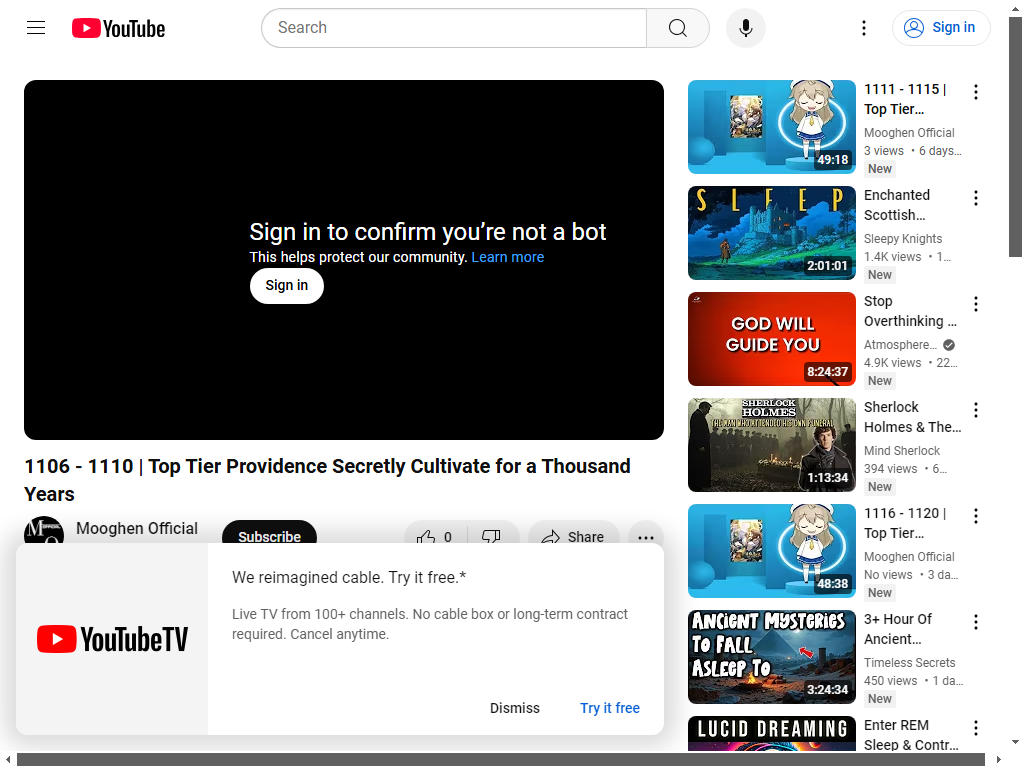 YouTube
Search
Sign in
Sign in to confirm you’re not a bot
This helps protect our community. Learn more
Sign in
1106 - 1110 | Top Tier Providence Secretly Cultivate for a Thousand
Years
Mooghen Official
Subscribe
0
Share
We reimagined cable. Try it free.*
Live TV from 100+ channels. No cable box or long-term contract
required. Cancel anytime.
YouTubeTV
Dismiss
Try it free
49:18
1111 - 1115 |
Top Tier…
Mooghen Official
3 views • 6 days…
New
SLEEP
2:01:01
Enchanted
Scottish…
Sleepy Knights
1.4K views • 1…
New
GOD WILL
GUIDE YOU
8:24:37
Stop
Overthinking …
Atmosphere…
4.9K views • 22…
New
SHERLOCK
HOLMES
THE MAN WHO ATTENDED HIS OWN FUNERAL
1:13:34
Sherlock
Holmes & The…
Mind Sherlock
394 views • 6…
New
48:38
1116 - 1120 |
Top Tier…
Mooghen Official
No views • 3 da…
New
ANCIENT MYSTERIES
TO FALL
ASLEEP TO
3:24:34
3+ Hour Of
Ancient…
Timeless Secrets
450 views • 1 da…
New
LUCID DREAMING
Enter REM
Sleep & Contr…